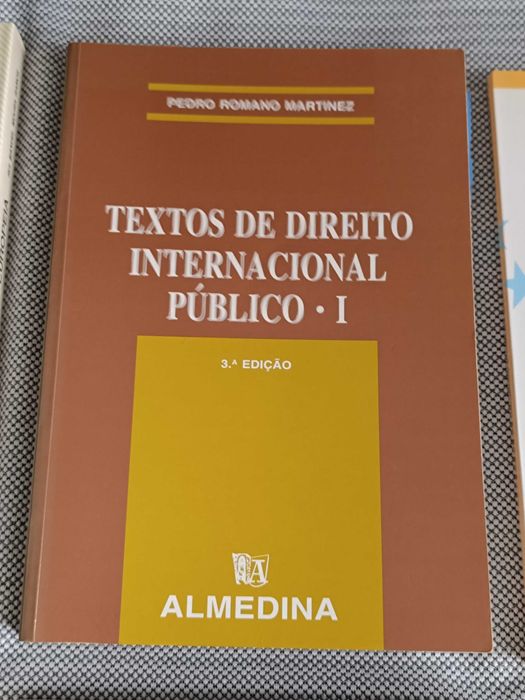 PEDRO ROMANO MARTINEZ
TEXTOS DE DIREITO
INTERNACIONAL
PÚBLICO • I
3.ª EDIÇÃO
A
ALMEDINA